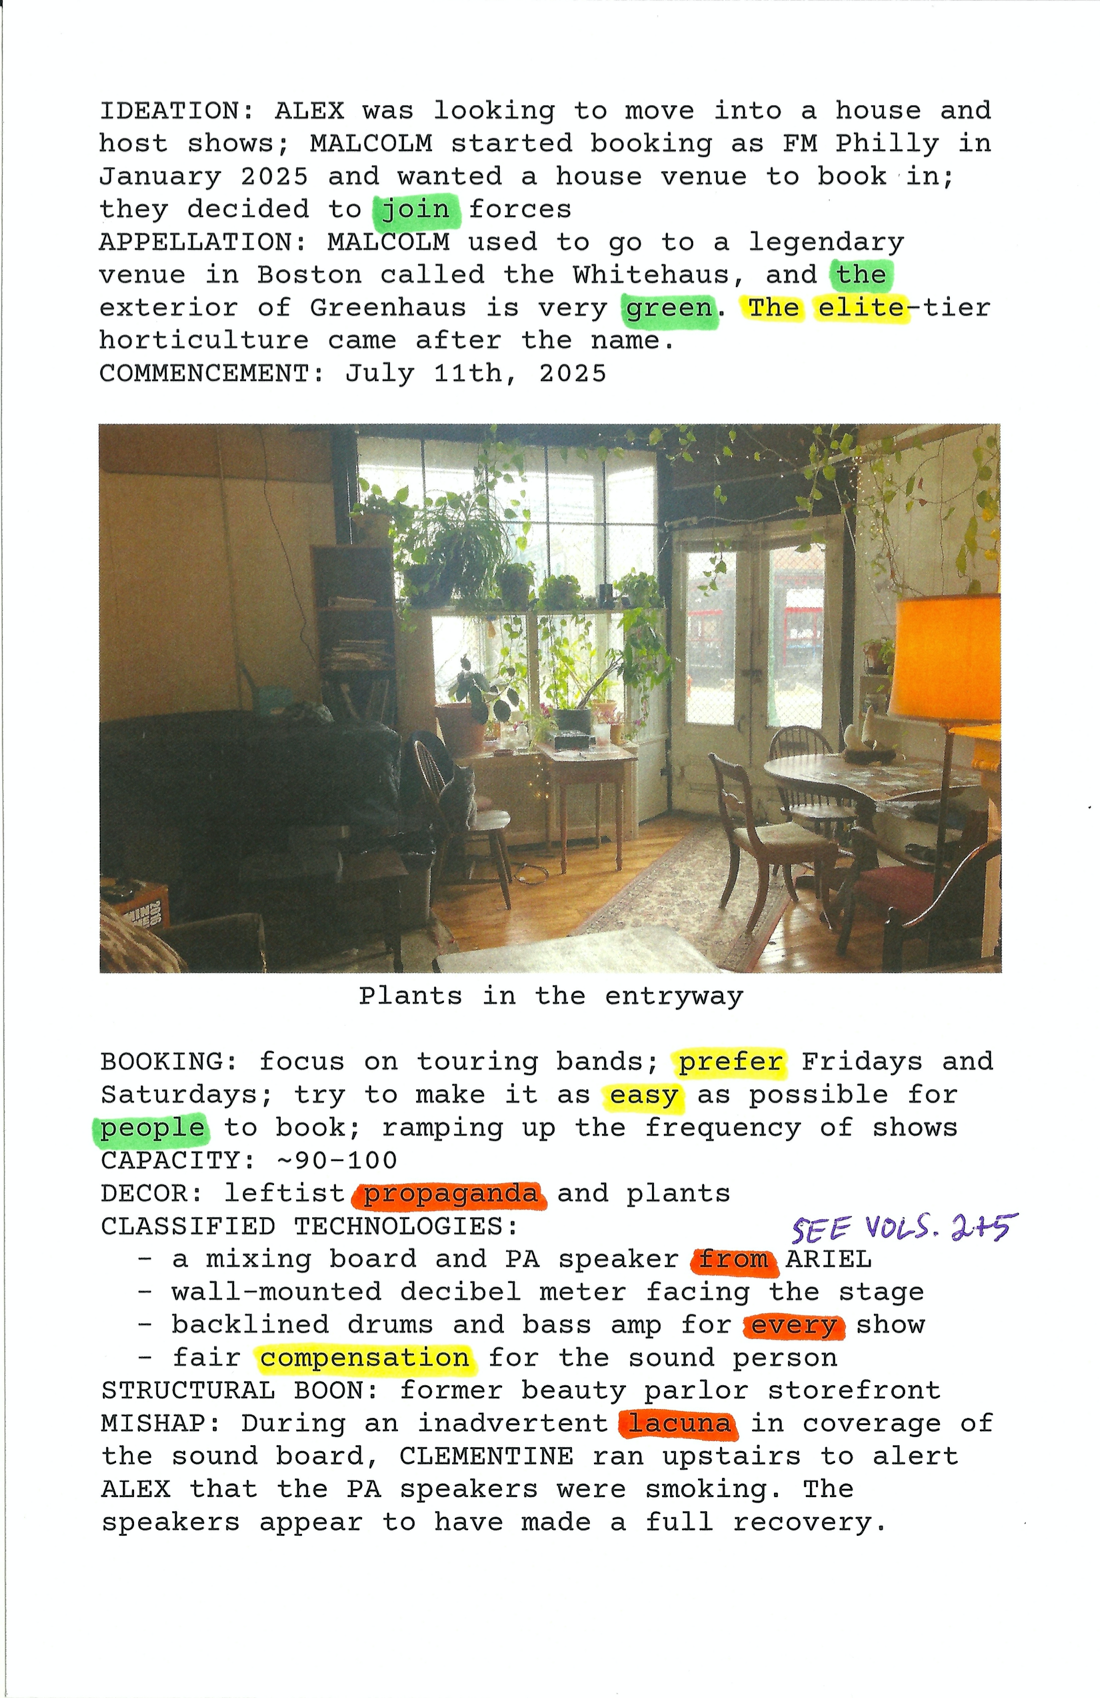 IDEATION: ALEX was looking to move into a house and
host shows; MALCOLM started booking as FM Philly in
January 2025 and wanted a house venue to book in;
they decided to join forces
APPELLATION: MALCOLM used to go to a legendary
venue in Boston called the Whitehaus, and the
exterior of Greenhaus is very green. The elite-tier
horticulture came after the name.
COMMENCEMENT: July 11th, 2025
Plants in the entryway
BOOKING: focus on touring bands; prefer Fridays and
Saturdays; try to make it as easy as possible for
people to book; ramping up the frequency of shows
CAPACITY: ~90-100
DECOR: leftist propaganda and plants
CLASSIFIED TECHNOLOGIES:
SEE VOLS. 2+5
- a mixing board and PA speaker from ARIEL
- wall-mounted decibel meter facing the stage
- backlined drums and bass amp for every show
- fair compensation for the sound person
STRUCTURAL BOON: former beauty parlor storefront
MISHAP: During an inadvertent lacuna in coverage of
the sound board, CLEMENTINE ran upstairs to alert
ALEX that the PA speakers were smoking. The
speakers appear to have made a full recovery.